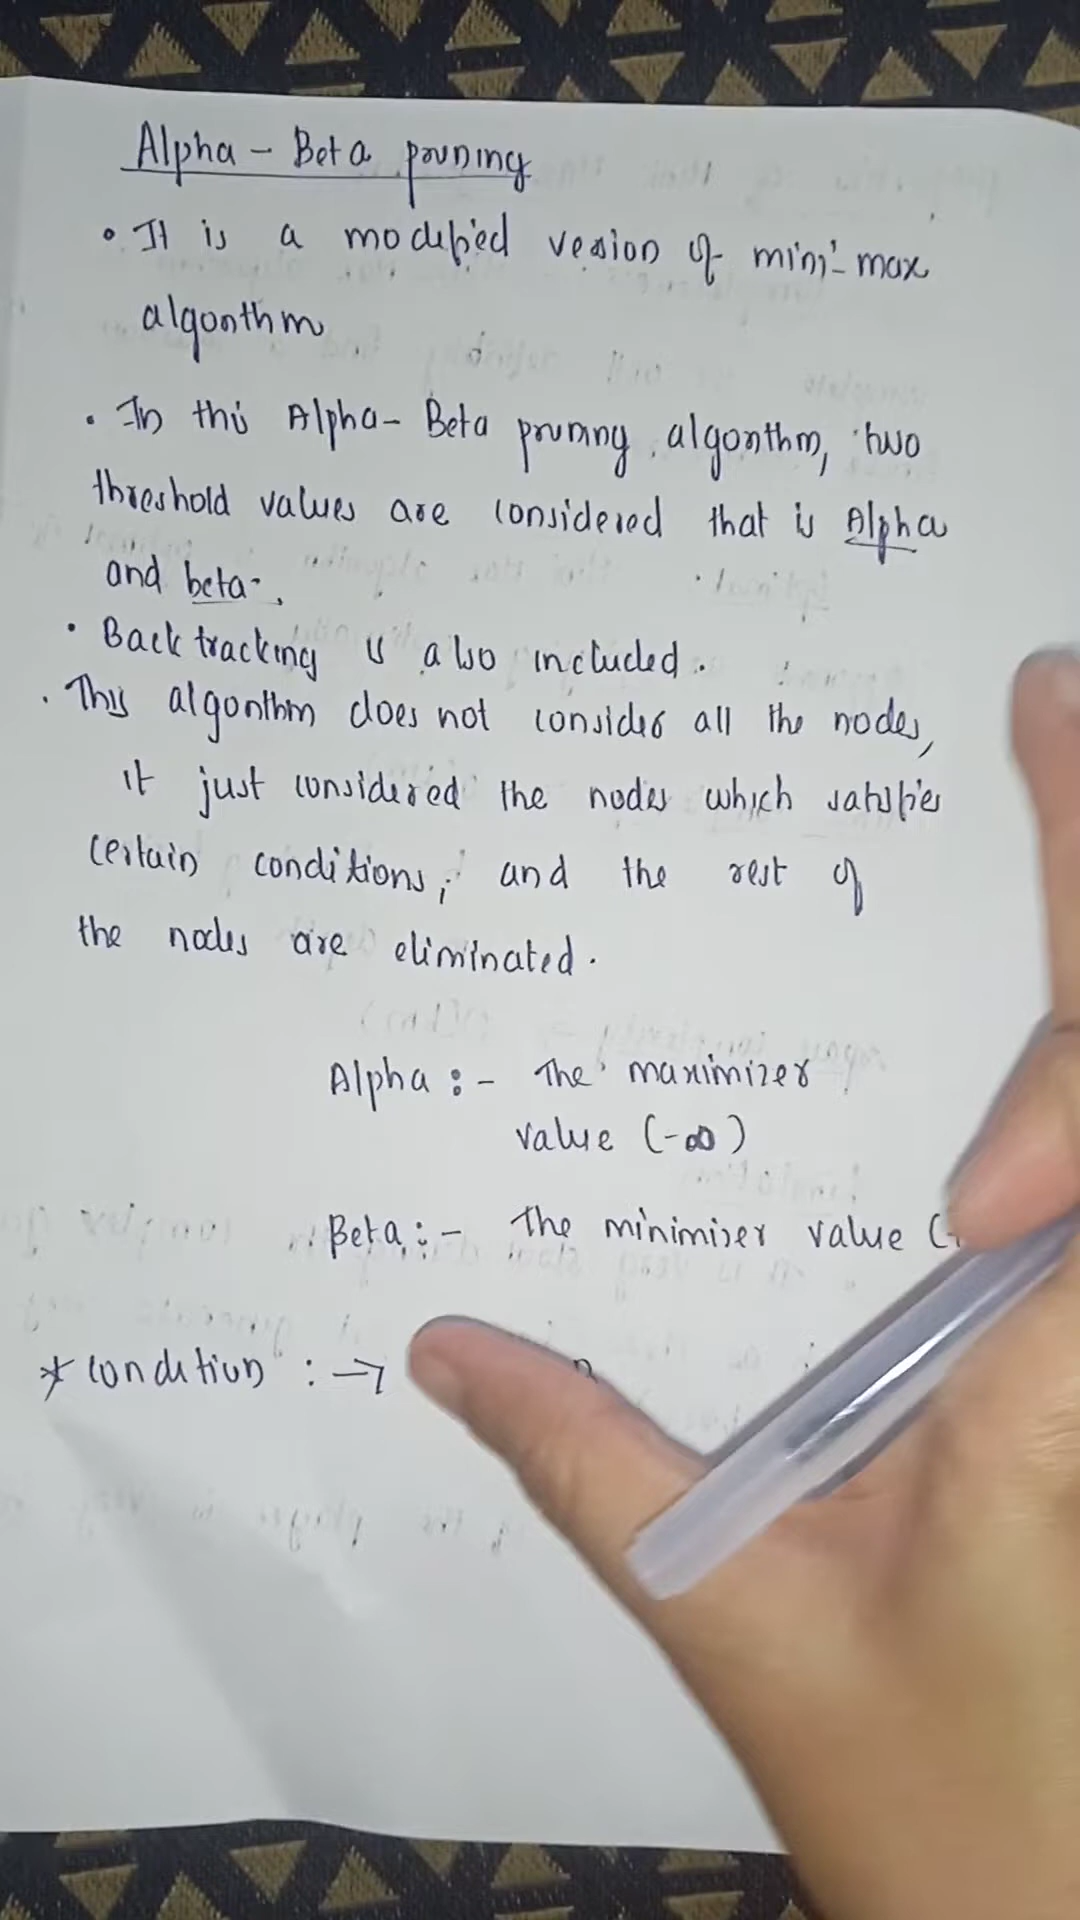 Alpha - Beta pruning
• It is a modified vesion of mini-max
algorithm
• In this Alpha-Beta pruning algorithm, two
threshold values are considered that is Alpha
and beta.
• Back tracking is also included.
• This algorithm does not consider all the nodes,
it just considered the nodes which satisfies
certain conditions, and the rest of
the nodes are eliminated.
Alpha :- The maximizer
value (-∞)
Beta :- The minimizer value (
* condition : →